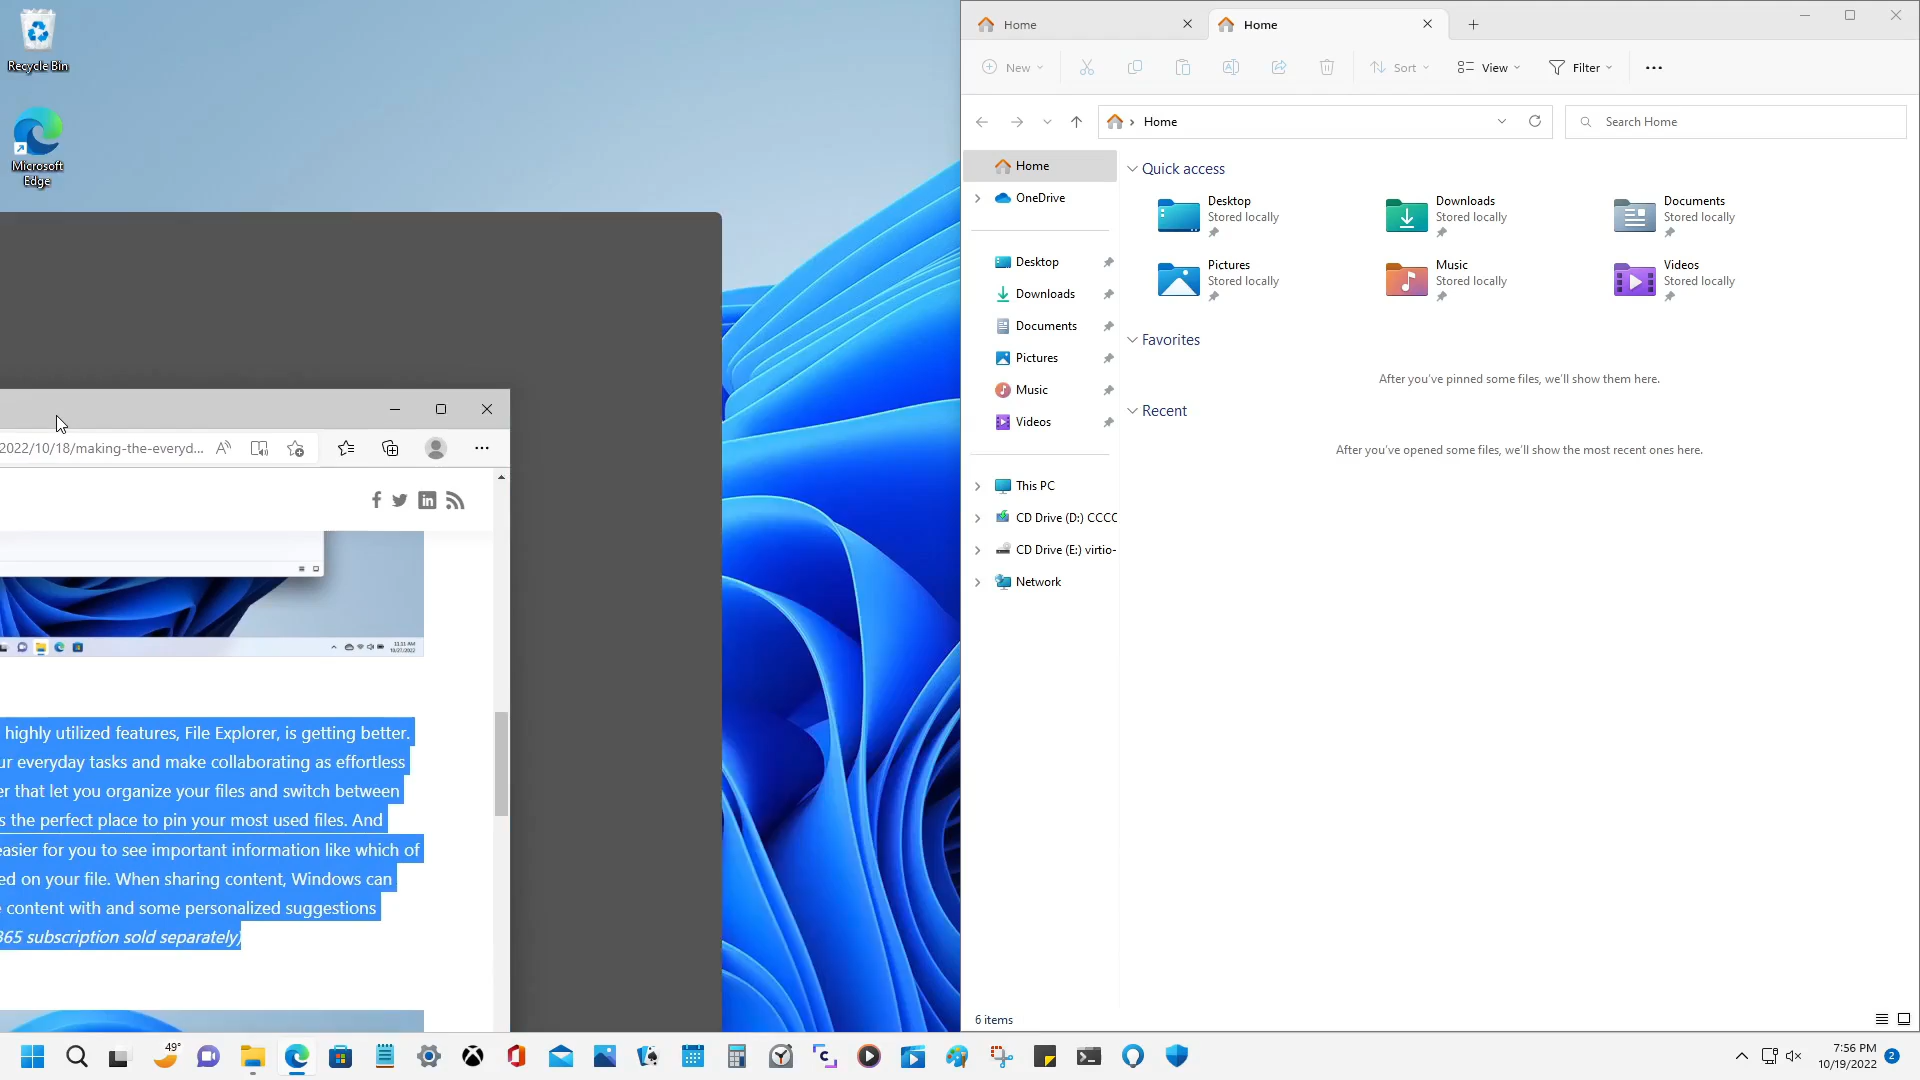 Recycle Bin
Microsoft
Edge
2022/10/18/making-the-everyd...
highly utilized features, File Explorer, is getting better.
ur everyday tasks and make collaborating as effortless
er that let you organize your files and switch between
s the perfect place to pin your most used files. And
easier for you to see important information like which of
ed on your file. When sharing content, Windows can
e content with and some personalized suggestions
365 subscription sold separately)
11:11 AM
10/27/2022
Home
Home
New
Sort
View
Filter
Home
Search Home
Home
OneDrive
Desktop
Downloads
Documents
Pictures
Music
Videos
This PC
CD Drive (D:) CCCC
CD Drive (E:) virtio-
Network
Quick access
Desktop
Stored locally
Downloads
Stored locally
Documents
Stored locally
Pictures
Stored locally
Music
Stored locally
Videos
Stored locally
Favorites
After you've pinned some files, we'll show them here.
Recent
After you've opened some files, we'll show the most recent ones here.
6 items
49°
7:56 PM
10/19/2022
2